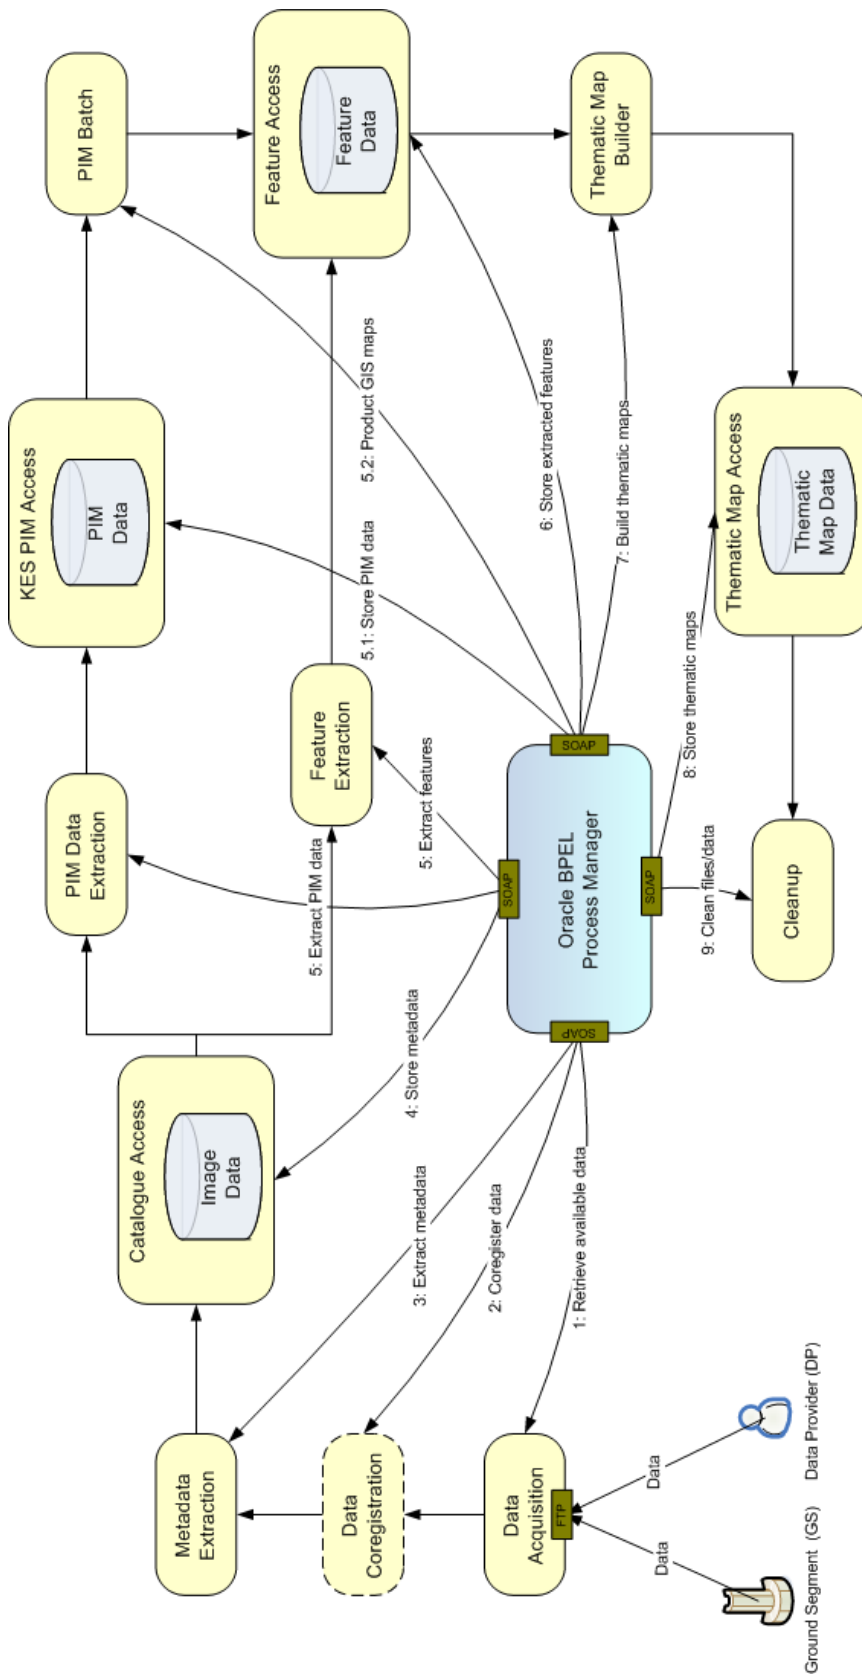 Metadata
Extraction
Data
Coregistration
Data
Acquisition
FTP
Data
Data
Ground Segment (GS)
Data Provider (DP)
Catalogue Access
Image
Data
PIM Data
Extraction
KES PIM Access
PIM
Data
PIM Batch
Feature
Extraction
Feature Access
Feature
Data
Thematic Map
Builder
Thematic Map Access
Thematic
Map Data
Cleanup
Oracle BPEL
Process Manager
SOAP
SOAP
SOAP
SOAP
1: Retrieve available data
2: Coregister data
3: Extract metadata
4: Store metadata
5: Extract PIM data
5: Extract features
5.1: Store PIM data
5.2: Product GIS maps
6: Store extracted features
7: Build thematic maps
8: Store thematic maps
9: Clean files/data